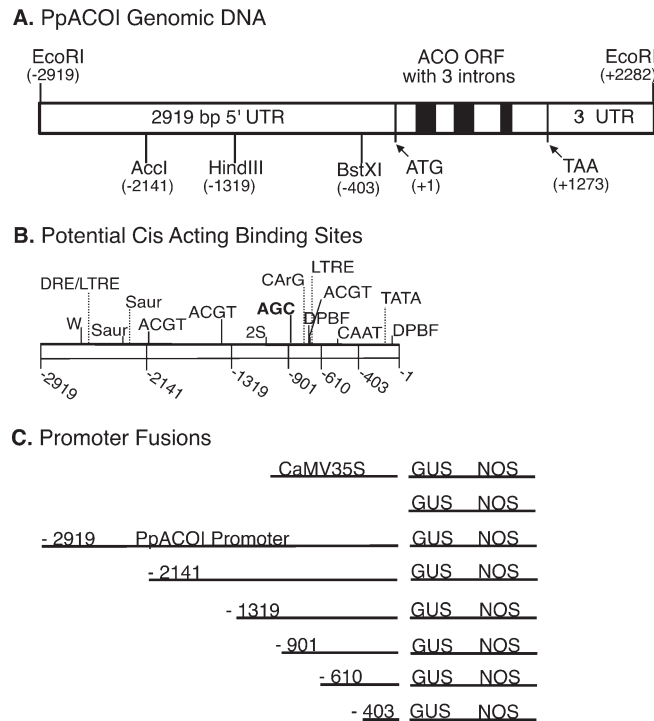 A. PpACOI Genomic DNA
EcoRI
(-2919)
ACO ORF
with 3 introns
EcoRI
(+2282)
2919 bp 5' UTR
3 UTR
AccI
(-2141)
HindIII
(-1319)
BstXI
(-403)
ATG
(+1)
TAA
(+1273)
B. Potential Cis Acting Binding Sites
LTRE
CArG
DRE/LTRE
ACGT
TATA
Saur
ACGT
AGC
DPBF
W
Saur
ACGT
2S
CAAT
DPBF
-2919
-2141
-1319
-901
-610
-403
-1
C. Promoter Fusions
CaMV35S GUS NOS
GUS NOS
- 2919 PpACOI Promoter GUS NOS
- 2141 GUS NOS
- 1319 GUS NOS
- 901 GUS NOS
- 610 GUS NOS
- 403 GUS NOS